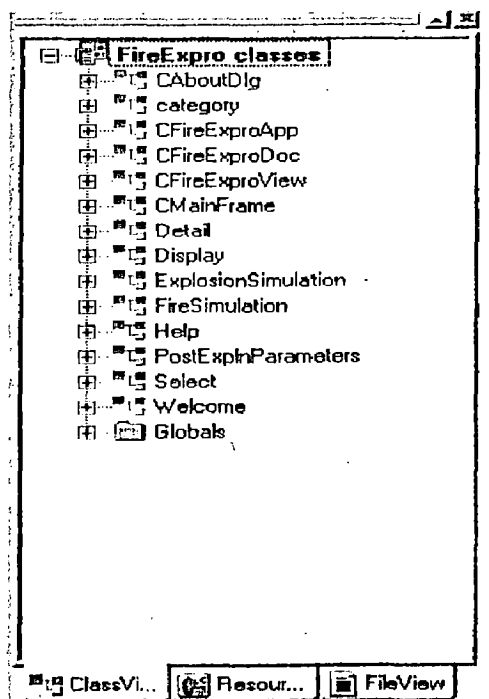 FireExpro classes
CAboutDlg
category
CFireExproApp
CFireExproDoc
CFireExproView
CMainFrame
Detail
Display
ExplosionSimulation
FireSimulation
Help
PostExplnParameters
Select
Welcome
Globals
ClassVi... Resour... FileView